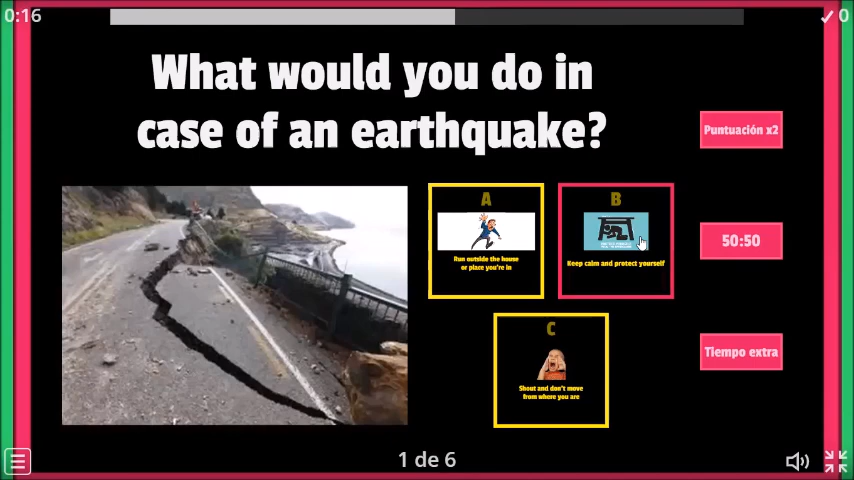 0:16
0
What would you do in
case of an earthquake?
Puntuación x2
A
Run outside the house
or place you're in
B
Keep calm and protect yourself
50:50
C
Shout and don't move
from where you are
Tiempo extra
1 de 6